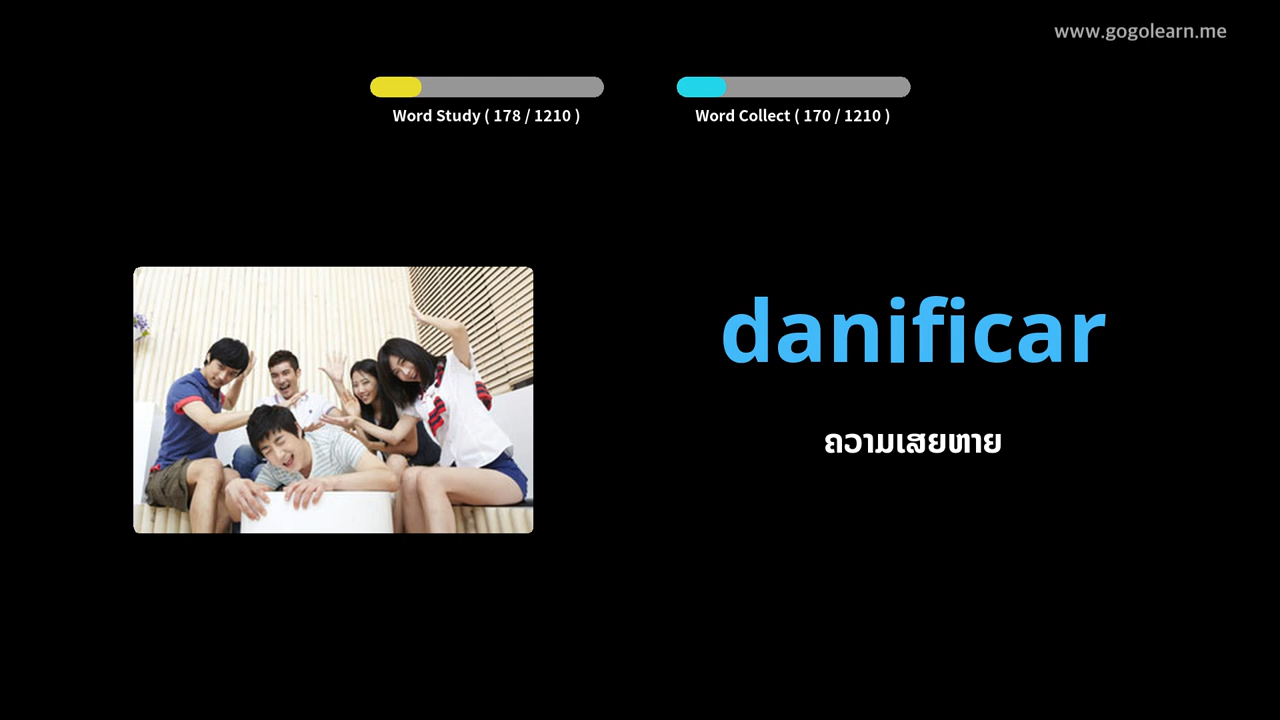 www.gogolearn.me
Word Study ( 178 / 1210 )
Word Collect ( 170 / 1210 )
danificar
ຄວາມເສຍຫາຍ